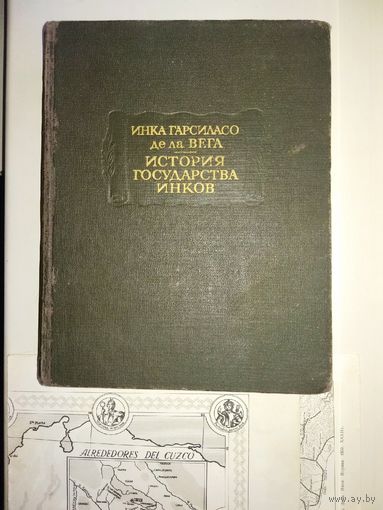 ИНКА ГАРСИЛАСО
де ла ВЕГА
ИСТОРИЯ
ГОСУДАРСТВА
ИНКОВ
ALREDEDORES DEL CUZCO
www.ay.by